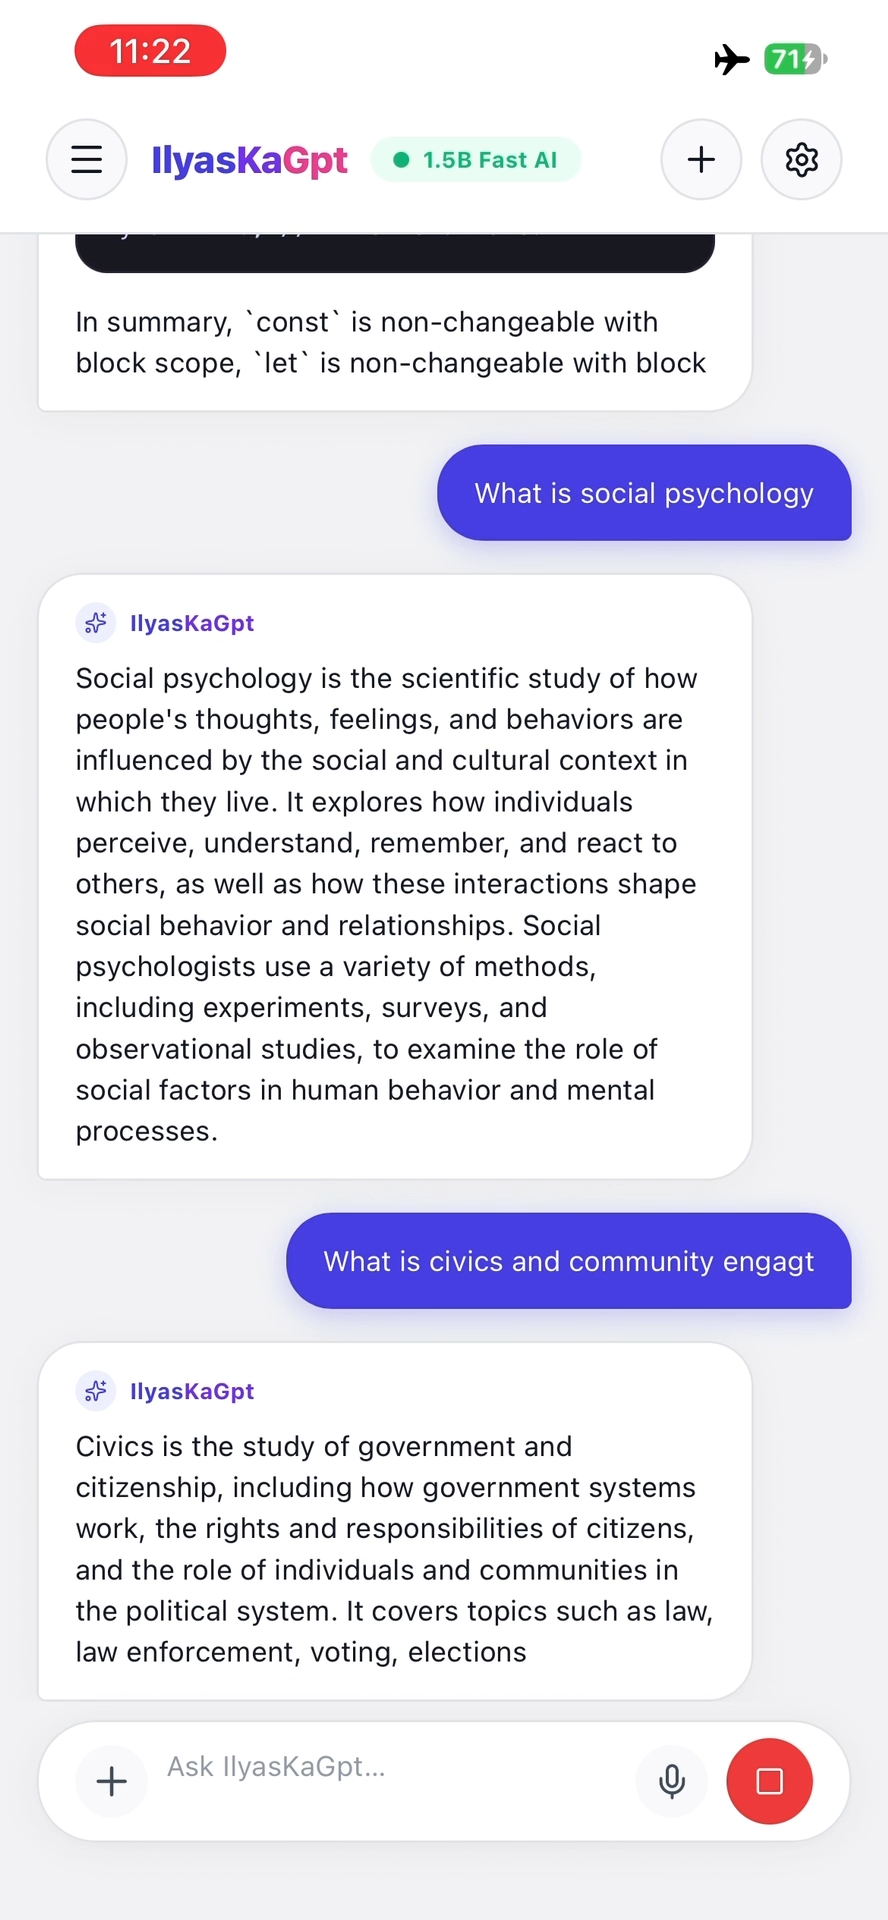 11:22
71
IlyasKaGpt
1.5B Fast AI
In summary, `const` is non-changeable with
block scope, `let` is non-changeable with block
What is social psychology
IlyasKaGpt
Social psychology is the scientific study of how
people's thoughts, feelings, and behaviors are
influenced by the social and cultural context in
which they live. It explores how individuals
perceive, understand, remember, and react to
others, as well as how these interactions shape
social behavior and relationships. Social
psychologists use a variety of methods,
including experiments, surveys, and
observational studies, to examine the role of
social factors in human behavior and mental
processes.
What is civics and community engagt
IlyasKaGpt
Civics is the study of government and
citizenship, including how government systems
work, the rights and responsibilities of citizens,
and the role of individuals and communities in
the political system. It covers topics such as law,
law enforcement, voting, elections
Ask IlyasKaGpt...